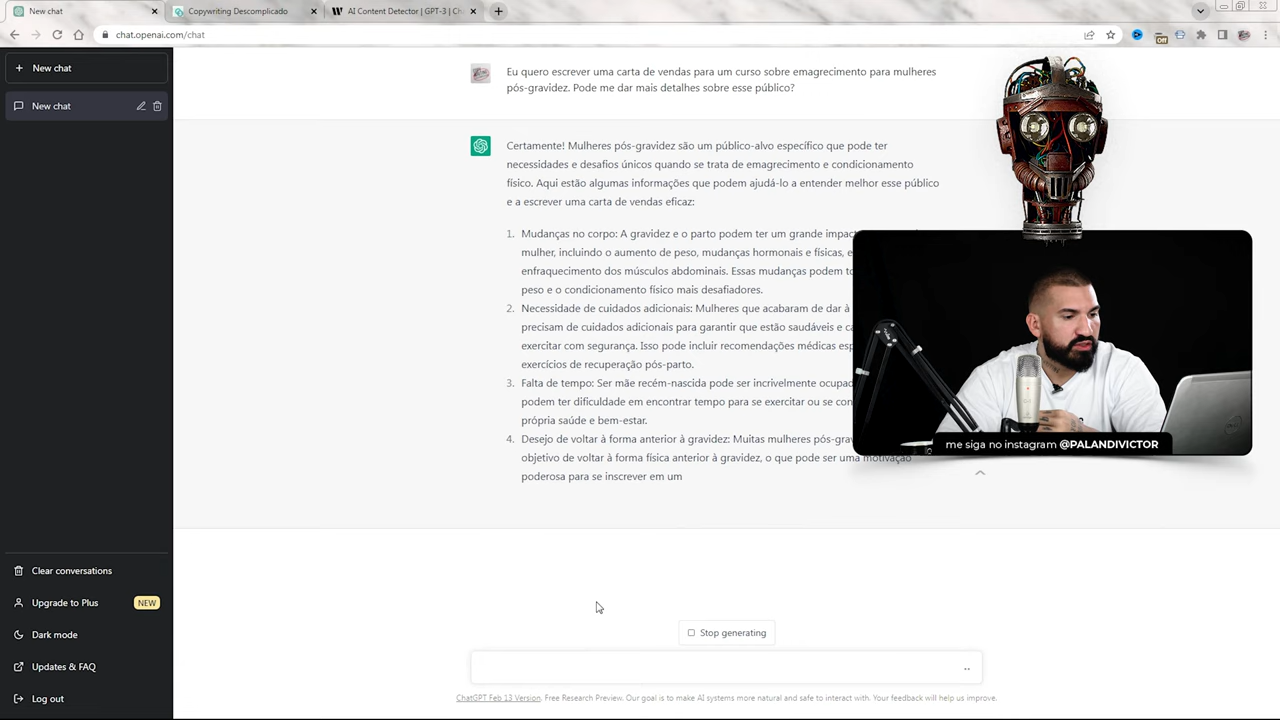 New chat
Copywriting Descomplicado
AI Content Detector | GPT-3 | Ch
chat.openai.com/chat
Off
New chat
New chat
Eu quero escrever uma carta de vendas para um curso sobre emagrecimento para mulheres
pós-gravidez. Pode me dar mais detalhes sobre esse público?
Certamente! Mulheres pós-gravidez são um público-alvo específico que pode ter
necessidades e desafios únicos quando se trata de emagrecimento e condicionamento
físico. Aqui estão algumas informações que podem ajudá-lo a entender melhor esse público
e a escrever uma carta de vendas eficaz:
1. Mudanças no corpo: A gravidez e o parto podem ter um grande impact
mulher, incluindo o aumento de peso, mudanças hormonais e físicas, e
enfraquecimento dos músculos abdominais. Essas mudanças podem to
peso e o condicionamento físico mais desafiadores.
2. Necessidade de cuidados adicionais: Mulheres que acabaram de dar à
precisam de cuidados adicionais para garantir que estão saudáveis e ca
exercitar com segurança. Isso pode incluir recomendações médicas esp
exercícios de recuperação pós-parto.
3. Falta de tempo: Ser mãe recém-nascida pode ser incrivelmente ocupad
podem ter dificuldade em encontrar tempo para se exercitar ou se con
própria saúde e bem-estar.
4. Desejo de voltar à forma anterior à gravidez: Muitas mulheres pós-grav
objetivo de voltar à forma física anterior à gravidez, o que pode ser uma motivação
poderosa para se inscrever em um
me siga no instagram @PALANDIVICTOR
Clear conversations
Upgrade to Plus NEW
Dark mode
Updates & FAQ
Log out
Stop generating
ChatGPT Feb 13 Version. Free Research Preview. Our goal is to make AI systems more natural and safe to interact with. Your feedback will help us improve.